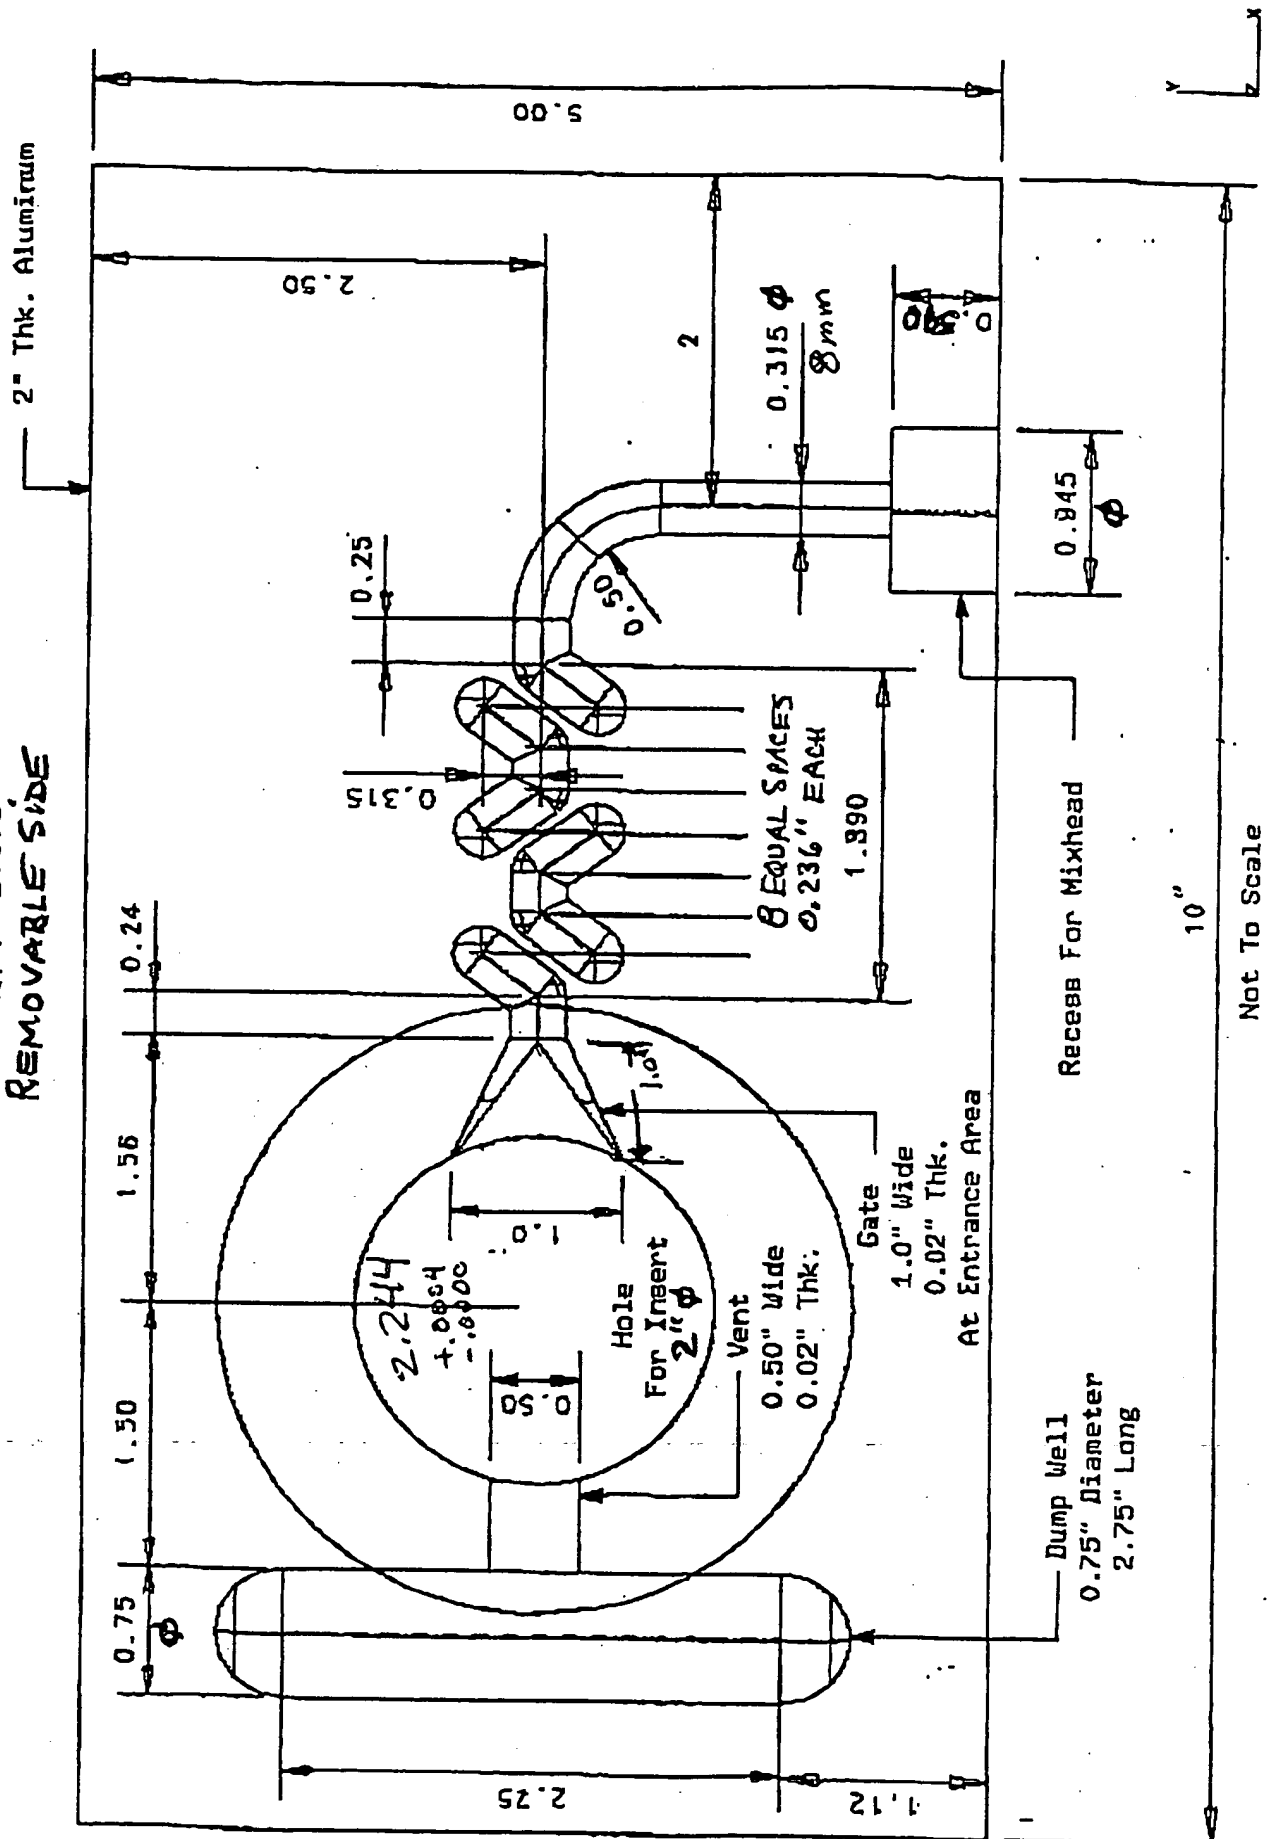 REMOVABLE SIDE
2" Thk. Aluminum
0.75
Φ
1.50
1.56
0.24
0.25
5.00
2.50
2
0.315 Φ
8mm
0.315
0.50
8 EQUAL SPACES
0.236" EACH
1.890
2.244
-.0000
Hole
For Insert
2"Φ
0.50
1.0
Vent
0.50" Wide
0.02" Thk.
Gate
1.0" Wide
0.02" Thk.
At Entrance Area
Dump Well
0.75" Diameter
2.75" Long
2.75
1.12
Recess For Mixhead
0.945
Φ
10"
Not To Scale
Y
Z
X